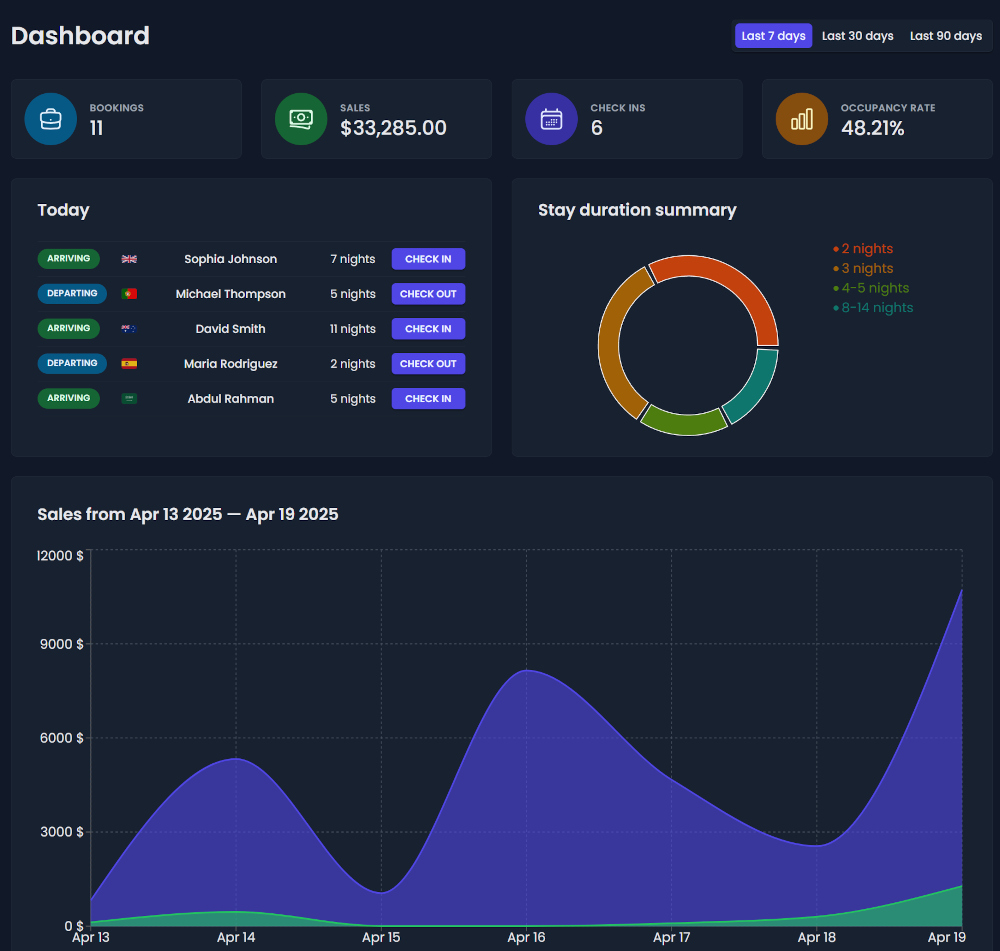 Dashboard
Last 7 days Last 30 days Last 90 days
BOOKINGS
11
SALES
$33,285.00
CHECK INS
6
OCCUPANCY RATE
48.21%
Today
ARRIVING Sophia Johnson 7 nights CHECK IN
DEPARTING Michael Thompson 5 nights CHECK OUT
ARRIVING David Smith 11 nights CHECK IN
DEPARTING Maria Rodriguez 2 nights CHECK OUT
ARRIVING Abdul Rahman 5 nights CHECK IN
Stay duration summary
2 nights
3 nights
4-5 nights
8-14 nights
Sales from Apr 13 2025 — Apr 19 2025
12000 $
9000 $
6000 $
3000 $
0 $
Apr 13 Apr 14 Apr 15 Apr 16 Apr 17 Apr 18 Apr 19